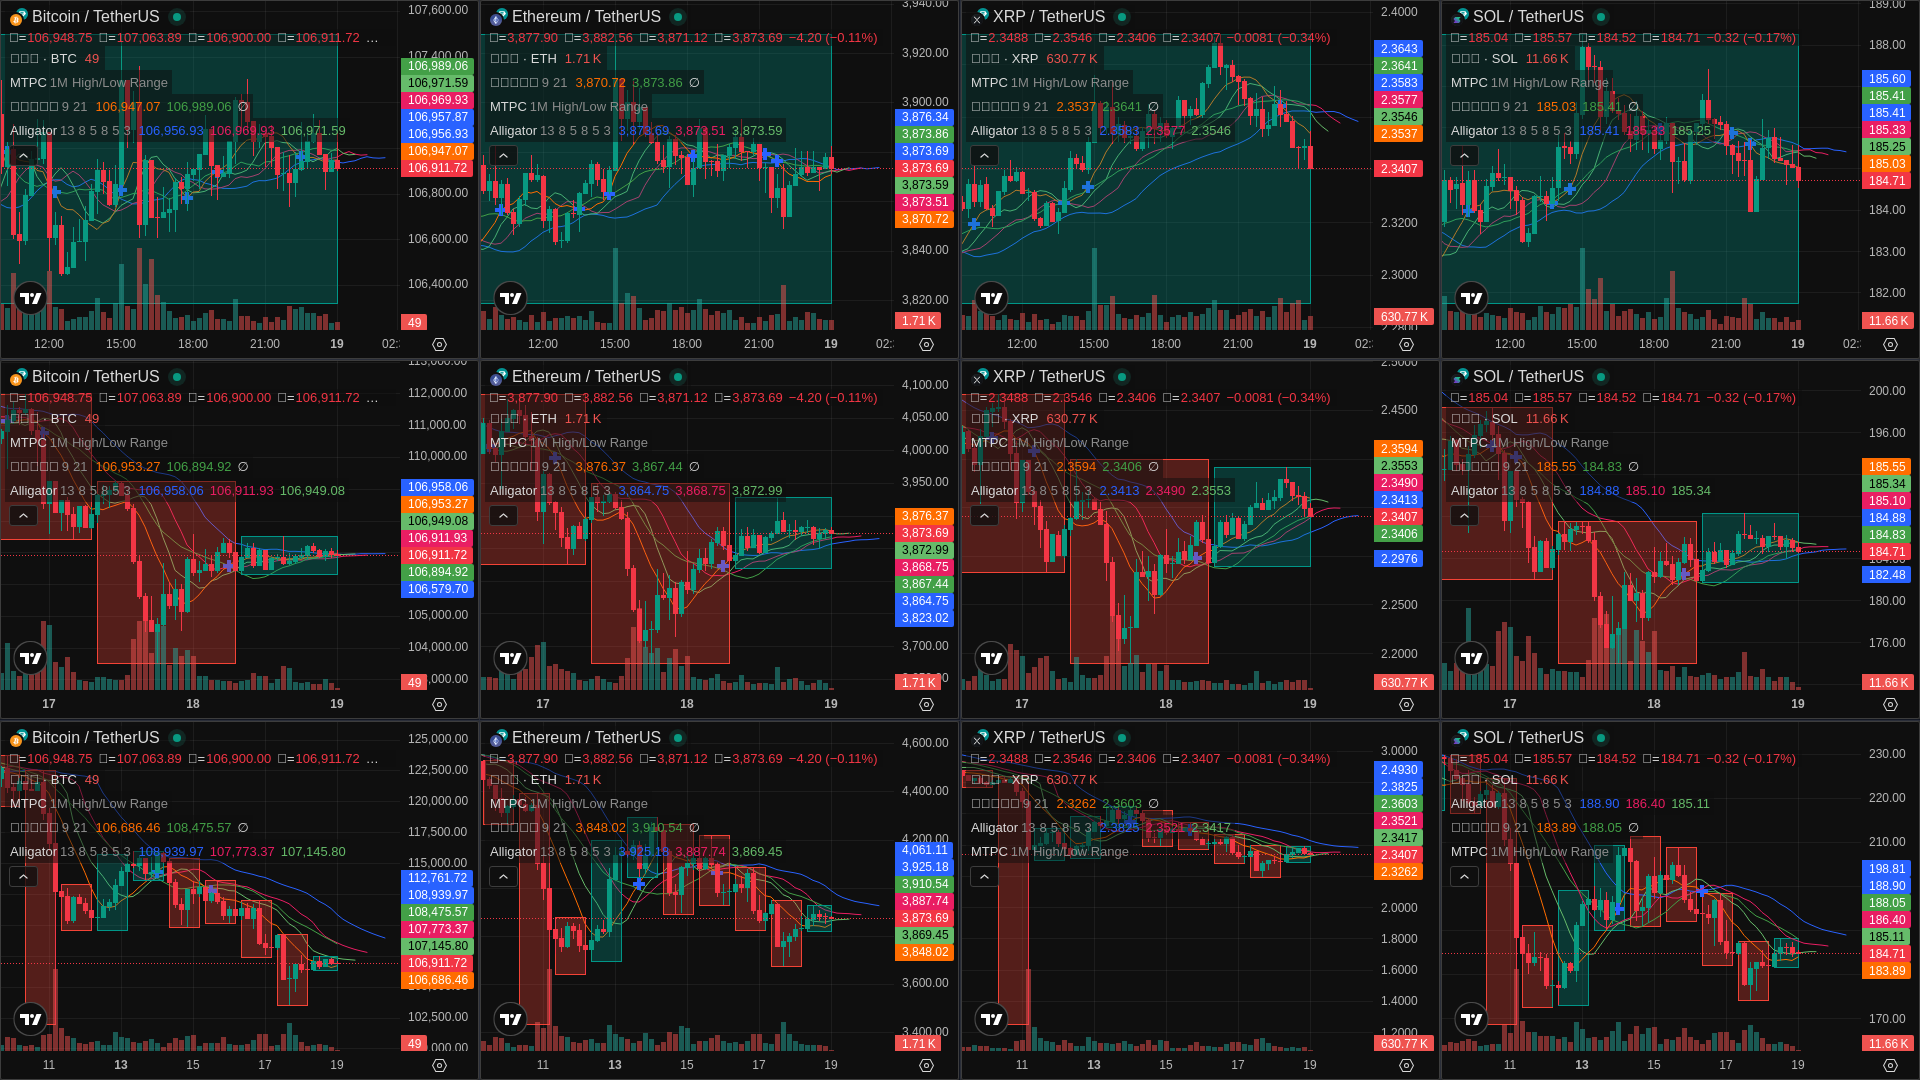 Bitcoin / TetherUS
=106,948.75 =107,063.89 =106,900.00 =106,911.72 ...
· BTC 49
MTPC 1M High/Low Range
9 21 106,947.07 106,989.06 ∅
Alligator 13 8 5 8 5 3 106,956.93 106,969.93 106,971.59
107,600.00
107,400.00
106,989.06
106,971.59
106,969.93
106,957.87
106,956.93
106,947.07
106,911.72
106,800.00
106,600.00
106,400.00
49
12:00 15:00 18:00 21:00 19 02:
Ethereum / TetherUS
=3,877.90 =3,882.56 =3,871.12 =3,873.69 −4.20 (−0.11%)
· ETH 1.71 K
9 21 3,870.72 3,873.86 ∅
MTPC 1M High/Low Range
Alligator 13 8 5 8 5 3 3,873.69 3,873.51 3,873.59
3,940.00
3,920.00
3,900.00
3,876.34
3,873.86
3,873.69
3,873.69
3,873.59
3,873.51
3,870.72
3,840.00
3,820.00
1.71 K
12:00 15:00 18:00 21:00 19 02:
XRP / TetherUS
=2.3488 =2.3546 =2.3406 =2.3407 −0.0081 (−0.34%)
· XRP 630.77 K
MTPC 1M High/Low Range
9 21 2.3537 2.3641 ∅
Alligator 13 8 5 8 5 3 2.3583 2.3577 2.3546
2.4000
2.3643
2.3641
2.3583
2.3577
2.3546
2.3537
2.3407
2.3200
2.3000
630.77 K
2.2800
12:00 15:00 18:00 21:00 19 02:
SOL / TetherUS
=185.04 =185.57 =184.52 =184.71 −0.32 (−0.17%)
· SOL 11.66 K
MTPC 1M High/Low Range
9 21 185.03 185.41 ∅
Alligator 13 8 5 8 5 3 185.41 185.33 185.25
189.00
188.00
185.60
185.41
185.41
185.33
185.25
185.03
184.71
184.00
183.00
182.00
11.66 K
12:00 15:00 18:00 21:00 19 02:
Bitcoin / TetherUS
=106,948.75 =107,063.89 =106,900.00 =106,911.72 ...
· BTC 49
MTPC 1M High/Low Range
9 21 106,953.27 106,894.92 ∅
Alligator 13 8 5 8 5 3 106,958.06 106,911.93 106,949.08
113,000.00
112,000.00
111,000.00
110,000.00
106,958.06
106,953.27
106,949.08
106,911.93
106,911.72
106,894.92
106,579.70
105,000.00
104,000.00
49
17 18 19
Ethereum / TetherUS
=3,877.90 =3,882.56 =3,871.12 =3,873.69 −4.20 (−0.11%)
· ETH 1.71 K
MTPC 1M High/Low Range
9 21 3,876.37 3,867.44 ∅
Alligator 13 8 5 8 5 3 3,864.75 3,868.75 3,872.99
4,100.00
4,050.00
4,000.00
3,950.00
3,876.37
3,873.69
3,872.99
3,868.75
3,867.44
3,864.75
3,823.02
3,700.00
1.71 K
17 18 19
XRP / TetherUS
=2.3488 =2.3546 =2.3406 =2.3407 −0.0081 (−0.34%)
· XRP 630.77 K
MTPC 1M High/Low Range
9 21 2.3594 2.3406 ∅
Alligator 13 8 5 8 5 3 2.3413 2.3490 2.3553
2.5000
2.4500
2.3594
2.3553
2.3490
2.3413
2.3407
2.3406
2.2976
2.2500
2.2000
630.77 K
17 18 19
SOL / TetherUS
=185.04 =185.57 =184.52 =184.71 −0.32 (−0.17%)
· SOL 11.66 K
MTPC 1M High/Low Range
9 21 185.55 184.83 ∅
Alligator 13 8 5 8 5 3 184.88 185.10 185.34
200.00
196.00
185.55
185.34
185.10
184.88
184.83
184.71
182.48
180.00
176.00
11.66 K
17 18 19
Bitcoin / TetherUS
=106,948.75 =107,063.89 =106,900.00 =106,911.72 ...
· BTC 49
MTPC 1M High/Low Range
9 21 106,686.46 108,475.57 ∅
Alligator 13 8 5 8 5 3 108,939.97 107,773.37 107,145.80
125,000.00
122,500.00
120,000.00
117,500.00
115,000.00
112,761.72
108,939.97
108,475.57
107,773.37
107,145.80
106,911.72
106,686.46
102,500.00
49
11 13 15 17 19
Ethereum / TetherUS
=3,877.90 =3,882.56 =3,871.12 =3,873.69 −4.20 (−0.11%)
· ETH 1.71 K
MTPC 1M High/Low Range
9 21 3,848.02 3,910.54 ∅
Alligator 13 8 5 8 5 3 3,925.18 3,887.74 3,869.45
4,600.00
4,400.00
4,200.00
4,061.11
3,925.18
3,910.54
3,887.74
3,873.69
3,869.45
3,848.02
3,600.00
3,400.00
1.71 K
11 13 15 17 19
XRP / TetherUS
=2.3488 =2.3546 =2.3406 =2.3407 −0.0081 (−0.34%)
· XRP 630.77 K
9 21 2.3262 2.3603 ∅
Alligator 13 8 5 8 5 3 2.3825 2.3521 2.3417
MTPC 1M High/Low Range
3.0000
2.4930
2.3825
2.3603
2.3521
2.3417
2.3407
2.3262
2.0000
1.8000
1.6000
1.4000
1.2000
630.77 K
11 13 15 17 19
SOL / TetherUS
=185.04 =185.57 =184.52 =184.71 −0.32 (−0.17%)
· SOL 11.66 K
Alligator 13 8 5 8 5 3 188.90 186.40 185.11
9 21 183.89 188.05 ∅
MTPC 1M High/Low Range
230.00
220.00
210.00
198.81
188.90
188.05
186.40
185.11
184.71
183.89
170.00
11.66 K
11 13 15 17 19